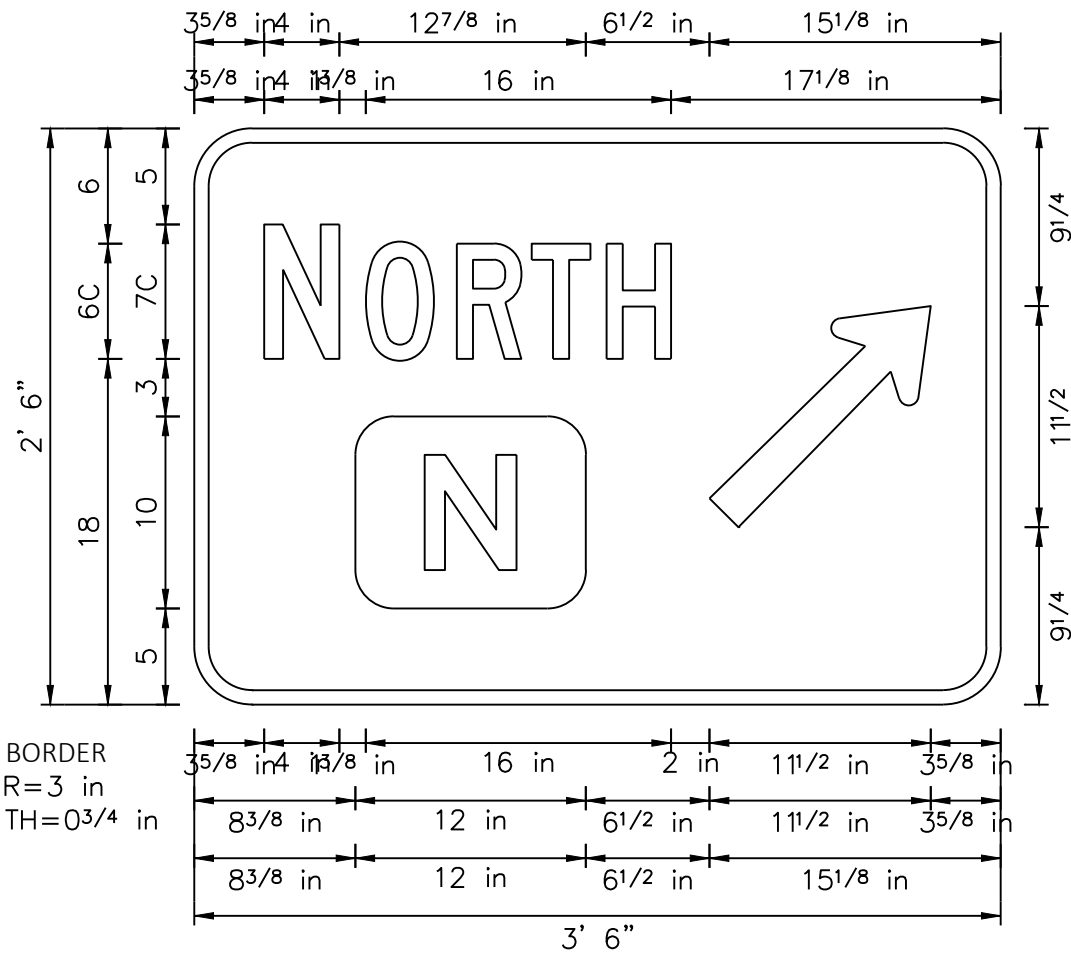 3 5/8 in 4 in 12 7/8 in 6 1/2 in 15 1/8 in
3 5/8 in 4 in 1 3/8 in 16 in 17 1/8 in
2' 6"
6
6C
18
5
7C
3
10
5
NORTH
N
9 1/4
11 1/2
9 1/4
BORDER
R=3 in
TH=0 3/4 in
3 5/8 in 4 in 1 3/8 in 16 in 2 in 11 1/2 in 3 5/8 in
8 3/8 in 12 in 6 1/2 in 11 1/2 in 3 5/8 in
8 3/8 in 12 in 6 1/2 in 15 1/8 in
3' 6"